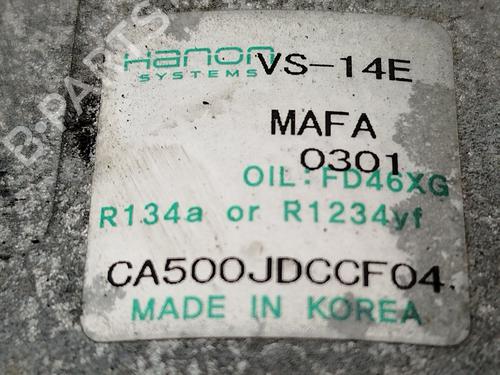 Hanon
SYSTEMS VS-14E
MAFA
0301
OIL: FD46XG
R134a or R1234yf
CA500JDCCF04.
MADE IN KOREA
B-PARTS